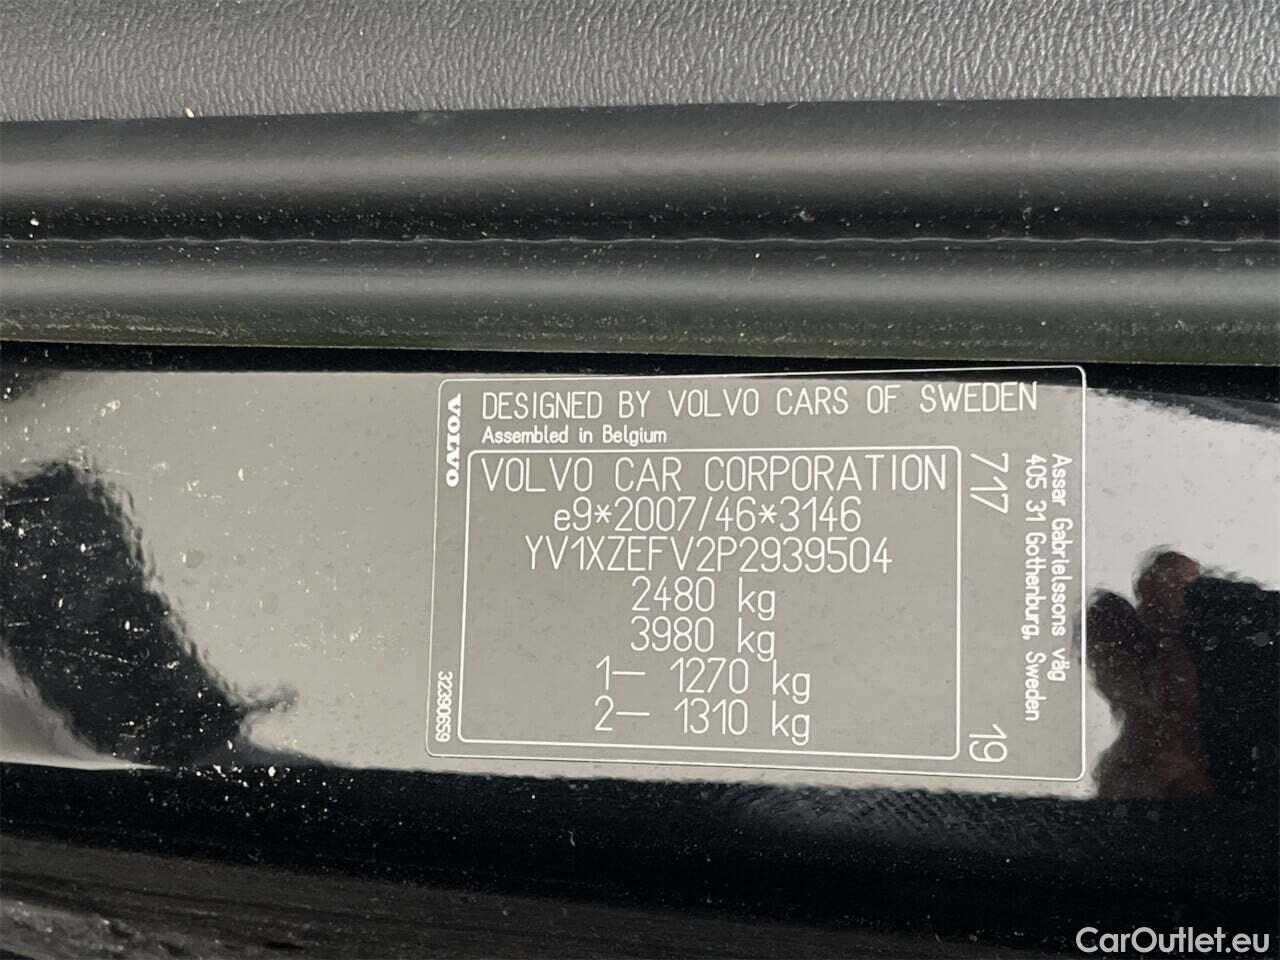 VOLVO
DESIGNED BY VOLVO CARS OF SWEDEN
Assembled in Belgium
VOLVO CAR CORPORATION
e9*2007/46*3146
YV1XZEFV2P2939504
2480 kg
3980 kg
1– 1270 kg
2– 1310 kg
717
19
Assar Gabrielssons väg
405 31 Gothenburg, Sweden
32390659
CarOutlet.eu